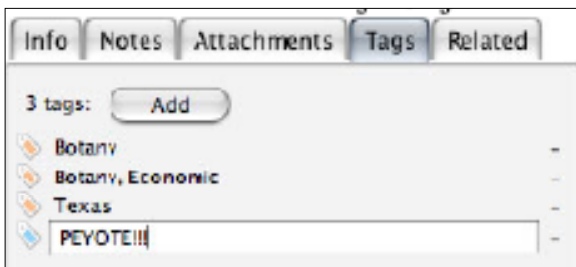 Info Notes Attachments Tags Related
3 tags: Add
Botany -
Botany, Economic -
Texas -
PEYOTE!!! -